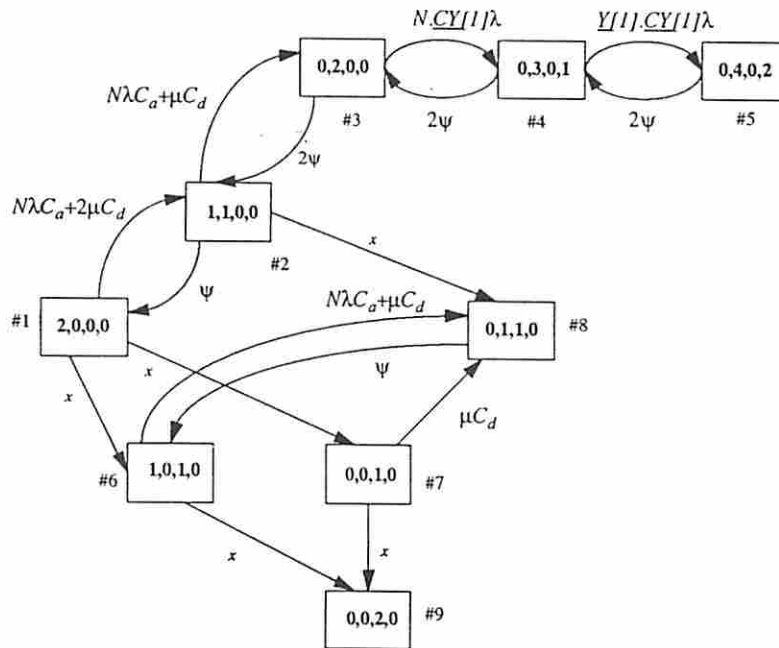 N.CY[1]λ
Y[1].CY[1]λ
0,2,0,0
0,3,0,1
0,4,0,2
#3
#4
#5
2ψ
2ψ
NλCa+μCd
2ψ
1,1,0,0
#2
NλCa+2μCd
ψ
x
#1
2,0,0,0
NλCa+μCd
0,1,1,0
#8
ψ
x
x
μCd
1,0,1,0
#6
0,0,1,0
#7
x
x
0,0,2,0
#9